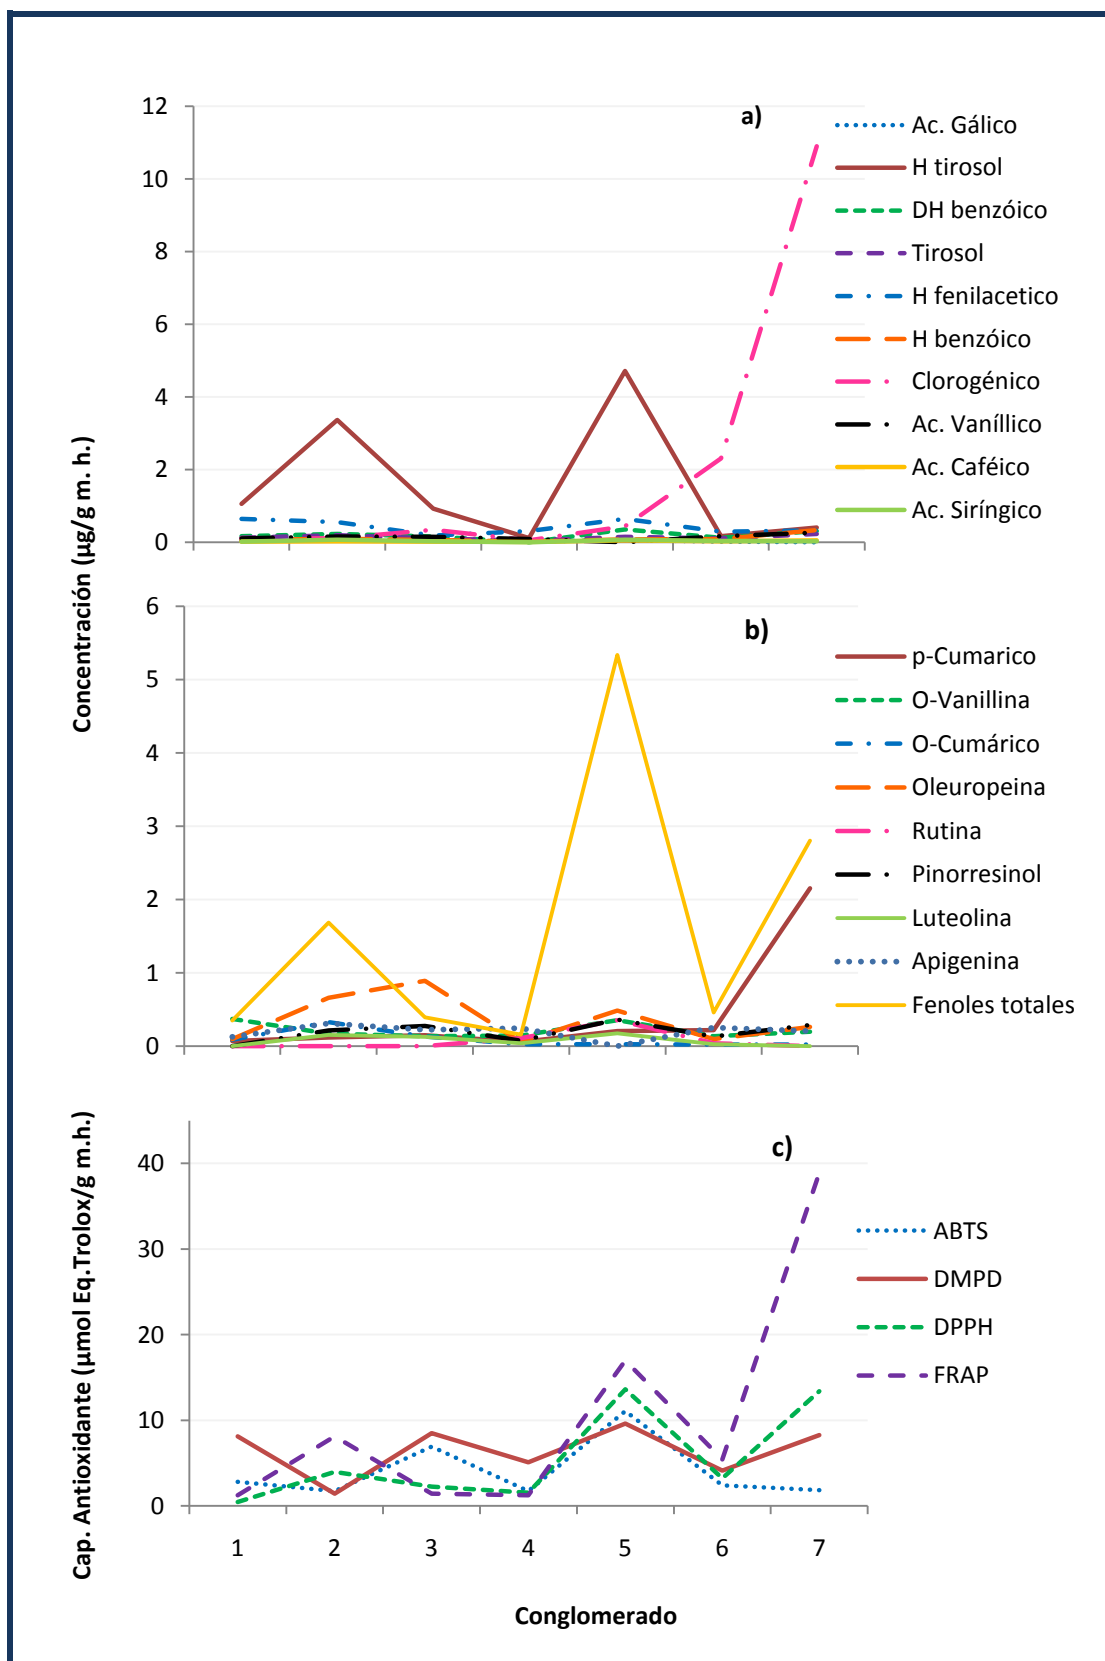 a)
12
10
8
6
4
2
0
Ac. Gálico
H tirosol
DH benzóico
Tirosol
H fenilacetico
H benzóico
Clorogénico
Ac. Vaníllico
Ac. Caféico
Ac. Siríngico
Concentración (µg/g m. h.)
b)
6
5
4
3
2
1
0
p-Cumarico
O-Vanillina
O-Cumárico
Oleuropeina
Rutina
Pinorresinol
Luteolina
Apigenina
Fenoles totales
Cap. Antioxidante (µmol Eq.Trolox/g m.h.)
c)
40
30
20
10
0
ABTS
DMPD
DPPH
FRAP
1 2 3 4 5 6 7
Conglomerado